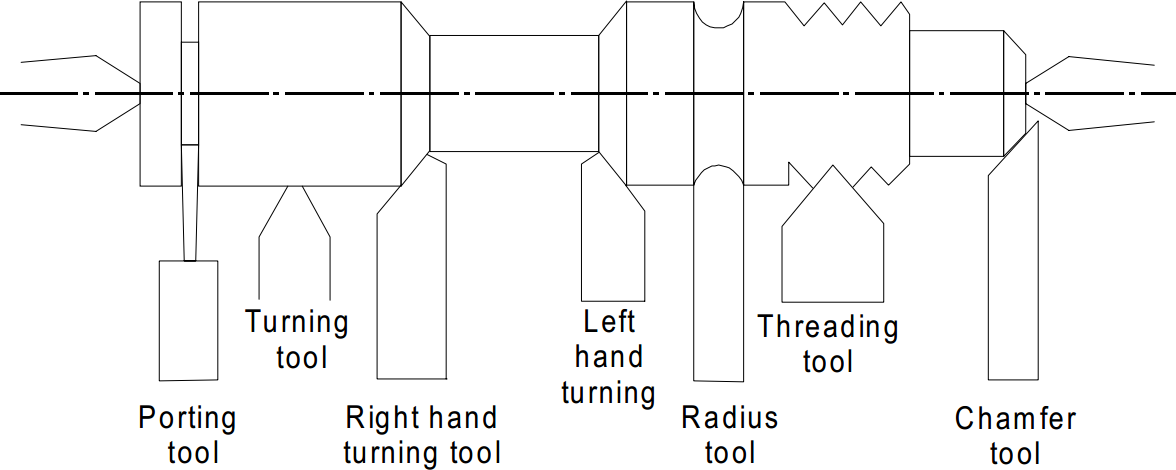 Porting
tool
Turning
tool
Right hand
turning tool
Left
hand
turning
Radius
tool
Threading
tool
Chamfer
tool